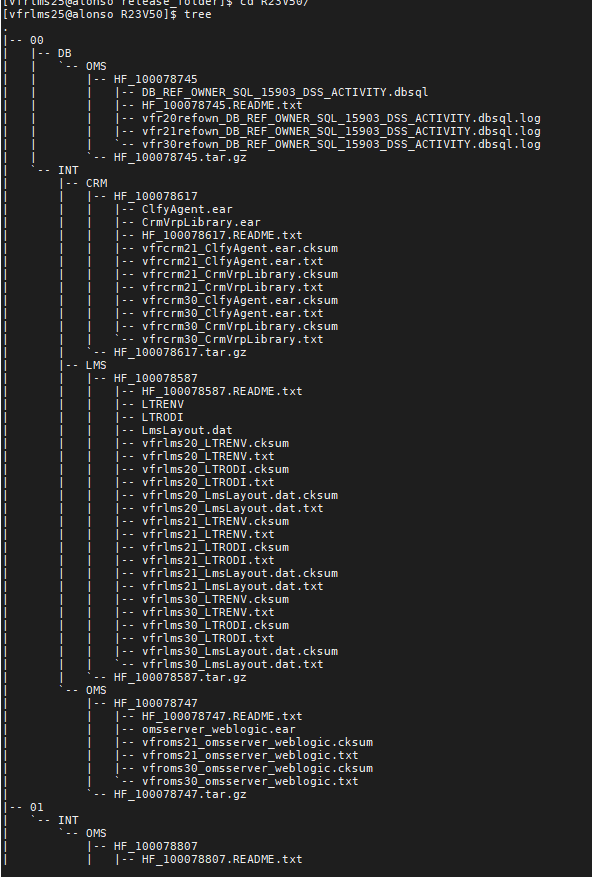 [vfrlms25@alonso release_folder]$ cd R23V50/
[vfrlms25@alonso R23V50]$ tree
.
|-- 00
|   |-- DB
|   |   `-- OMS
|   |       |-- HF_100078745
|   |       |   |-- DB_REF_OWNER_SQL_15903_DSS_ACTIVITY.dbsql
|   |       |   |-- HF_100078745.README.txt
|   |       |   |-- vfr20refown_DB_REF_OWNER_SQL_15903_DSS_ACTIVITY.dbsql.log
|   |       |   |-- vfr21refown_DB_REF_OWNER_SQL_15903_DSS_ACTIVITY.dbsql.log
|   |       |   `-- vfr30refown_DB_REF_OWNER_SQL_15903_DSS_ACTIVITY.dbsql.log
|   |       `-- HF_100078745.tar.gz
|   `-- INT
|       |-- CRM
|       |   |-- HF_100078617
|       |   |   |-- ClfyAgent.ear
|       |   |   |-- CrmVrpLibrary.ear
|       |   |   |-- HF_100078617.README.txt
|       |   |   |-- vfrcrm21_ClfyAgent.ear.cksum
|       |   |   |-- vfrcrm21_ClfyAgent.ear.txt
|       |   |   |-- vfrcrm21_CrmVrpLibrary.cksum
|       |   |   |-- vfrcrm21_CrmVrpLibrary.txt
|       |   |   |-- vfrcrm30_ClfyAgent.ear.cksum
|       |   |   |-- vfrcrm30_ClfyAgent.ear.txt
|       |   |   |-- vfrcrm30_CrmVrpLibrary.cksum
|       |   |   `-- vfrcrm30_CrmVrpLibrary.txt
|       |   `-- HF_100078617.tar.gz
|       |-- LMS
|       |   |-- HF_100078587
|       |   |   |-- HF_100078587.README.txt
|       |   |   |-- LTRENV
|       |   |   |-- LTRODI
|       |   |   |-- LmsLayout.dat
|       |   |   |-- vfrlms20_LTRENV.cksum
|       |   |   |-- vfrlms20_LTRENV.txt
|       |   |   |-- vfrlms20_LTRODI.cksum
|       |   |   |-- vfrlms20_LTRODI.txt
|       |   |   |-- vfrlms20_LmsLayout.dat.cksum
|       |   |   |-- vfrlms20_LmsLayout.dat.txt
|       |   |   |-- vfrlms21_LTRENV.cksum
|       |   |   |-- vfrlms21_LTRENV.txt
|       |   |   |-- vfrlms21_LTRODI.cksum
|       |   |   |-- vfrlms21_LTRODI.txt
|       |   |   |-- vfrlms21_LmsLayout.dat.cksum
|       |   |   |-- vfrlms21_LmsLayout.dat.txt
|       |   |   |-- vfrlms30_LTRENV.cksum
|       |   |   |-- vfrlms30_LTRENV.txt
|       |   |   |-- vfrlms30_LTRODI.cksum
|       |   |   |-- vfrlms30_LTRODI.txt
|       |   |   |-- vfrlms30_LmsLayout.dat.cksum
|       |   |   `-- vfrlms30_LmsLayout.dat.txt
|       |   `-- HF_100078587.tar.gz
|       `-- OMS
|           |-- HF_100078747
|           |   |-- HF_100078747.README.txt
|           |   |-- omsserver_weblogic.ear
|           |   |-- vfroms21_omsserver_weblogic.cksum
|           |   |-- vfroms21_omsserver_weblogic.txt
|           |   |-- vfroms30_omsserver_weblogic.cksum
|           |   `-- vfroms30_omsserver_weblogic.txt
|           `-- HF_100078747.tar.gz
|-- 01
|   `-- INT
|       `-- OMS
|           |-- HF_100078807
|           |   |-- HF_100078807.README.txt